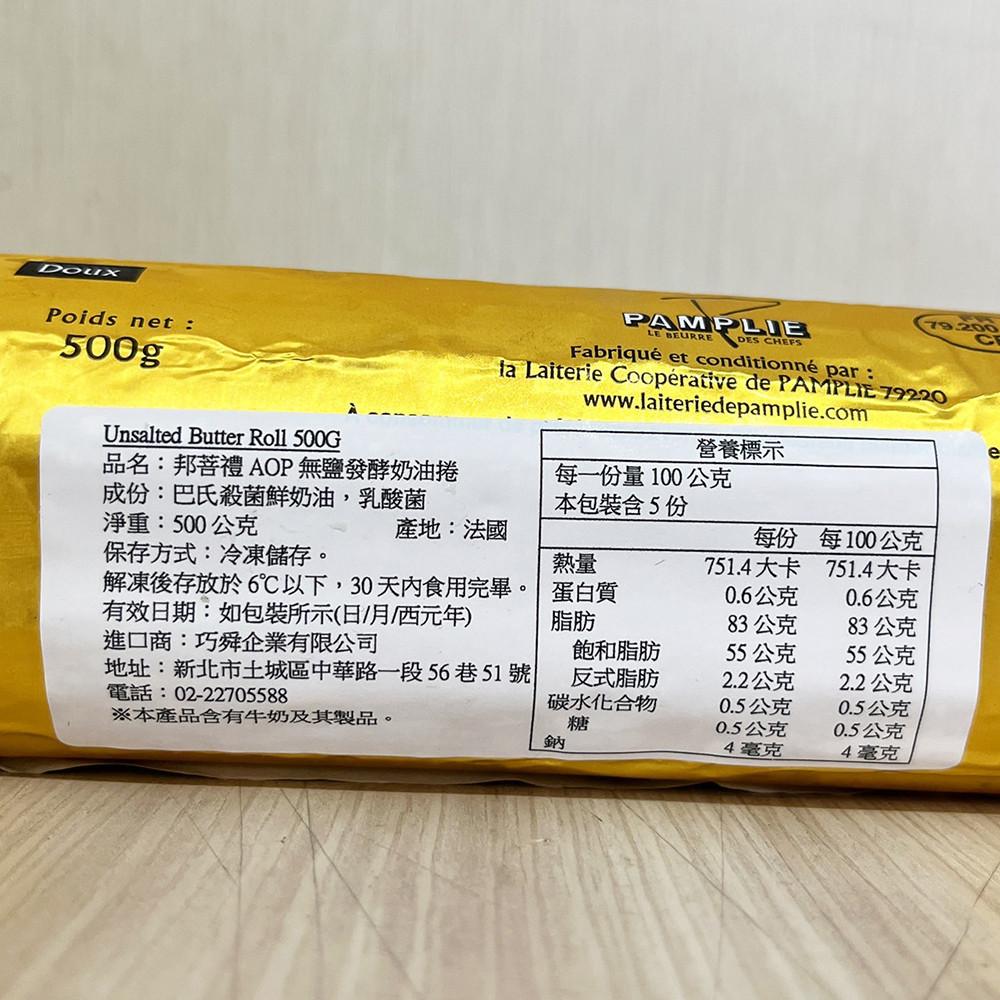 Doux
Poids net :
500g
PAMPLIE
LE BEURRE DES CHEFS
Fabriqué et conditionné par :
la Laiterie Coopérative de PAMPLIE 79220
www.laiteriedepamplie.com
79.200
Unsalted Butter Roll 500G
品名：邦菩禮 AOP 無鹽發酵奶油捲
成份：巴氏殺菌鮮奶油，乳酸菌
淨重：500 公克 產地：法國
保存方式：冷凍儲存。
解凍後存放於 6℃以下，30 天內食用完畢。
有效日期：如包裝所示(日/月/西元年)
進口商：巧舜企業有限公司
地址：新北市土城區中華路一段 56 巷 51 號
電話：02-22705588
※本產品含有牛奶及其製品。
營養標示
每一份量 100 公克
本包裝含 5 份
每份 每 100 公克
熱量 751.4 大卡 751.4 大卡
蛋白質 0.6 公克 0.6 公克
脂肪 83 公克 83 公克
飽和脂肪 55 公克 55 公克
反式脂肪 2.2 公克 2.2 公克
碳水化合物 0.5 公克 0.5 公克
糖 0.5 公克 0.5 公克
鈉 4 毫克 4 毫克